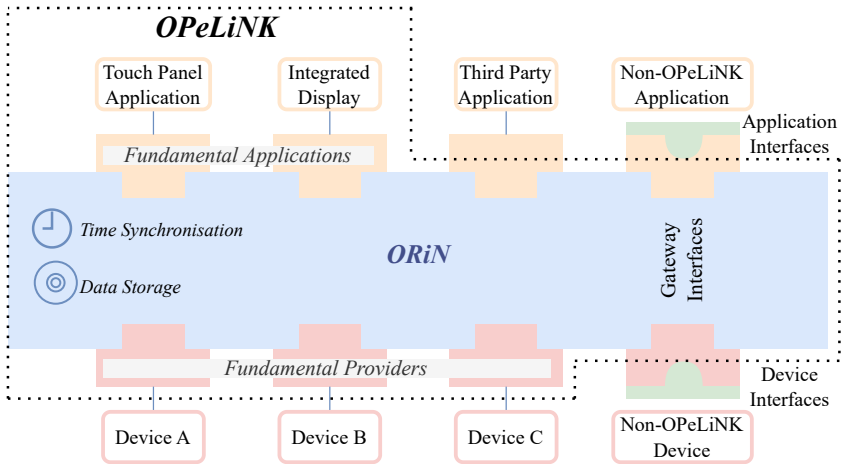 OPeLiNK
Touch Panel
Application
Integrated
Display
Third Party
Application
Non-OPeLiNK
Application
Application
Interfaces
Fundamental Applications
Time Synchronisation
ORiN
Gateway
Interfaces
Data Storage
Fundamental Providers
Device
Interfaces
Device A
Device B
Device C
Non-OPeLiNK
Device